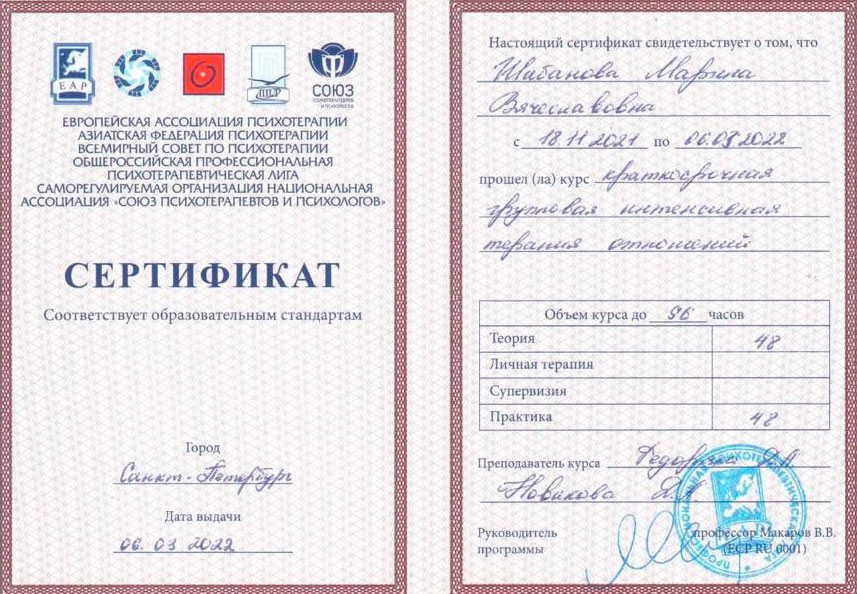 ЕАР
ППЛ
СОЮЗ
ПСИХОТЕРАПЕВТОВ
И ПСИХОЛОГОВ
ЕВРОПЕЙСКАЯ АССОЦИАЦИЯ ПСИХОТЕРАПИИ
АЗИАТСКАЯ ФЕДЕРАЦИЯ ПСИХОТЕРАПИИ
ВСЕМИРНЫЙ СОВЕТ ПО ПСИХОТЕРАПИИ
ОБЩЕРОССИЙСКАЯ ПРОФЕССИОНАЛЬНАЯ
ПСИХОТЕРАПЕВТИЧЕСКАЯ ЛИГА
САМОРЕГУЛИРУЕМАЯ ОРГАНИЗАЦИЯ НАЦИОНАЛЬНАЯ
АССОЦИАЦИЯ «СОЮЗ ПСИХОТЕРАПЕВТОВ И ПСИХОЛОГОВ»
СЕРТИФИКАТ
Соответствует образовательным стандартам
Город
Санкт-Петербург
Дата выдачи
06. 03 2022
Настоящий сертификат свидетельствует о том, что
Шабанова Марина
Вячеславовна
с 18.11 2021 по 06.03 2022
прошел (ла) курс краткосрочная
групповая интенсивная
терапия отношений
Объем курса до 96 часов
Теория 48
Личная терапия
Супервизия
Практика 48
Преподаватель курса
Новикова
Руководитель
программы
профессор Макаров В.В.
(ECP RU 0001)